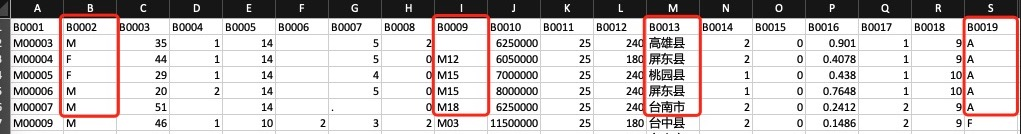 A B C D E F G H I J K L M N O P Q R S
B0001 B0002 B0003 B0004 B0005 B0006 B0007 B0008 B0009 B0010 B0011 B0012 B0013 B0014 B0015 B0016 B0017 B0018 B0019
M00003 M 35 1 14 5 2 6250000 25 240 高雄县 2 0 0.901 1 9 A
M00004 F 44 1 14 5 0 M12 6050000 25 180 屏东县 2 0 0.4078 1 9 A
M00005 F 29 1 14 4 0 M15 7000000 25 240 桃园县 1 0 0.438 1 10 A
M00006 M 20 2 14 5 0 M15 8000000 25 240 屏东县 1 0 0.7648 1 10 A
M00007 M 51 14 . 0 M18 6250000 25 240 台南市 2 0 0.2412 2 9 A
M00009 M 46 1 10 2 3 2 M03 11500000 25 180 台中县 2 0 0.1486 2 9 F